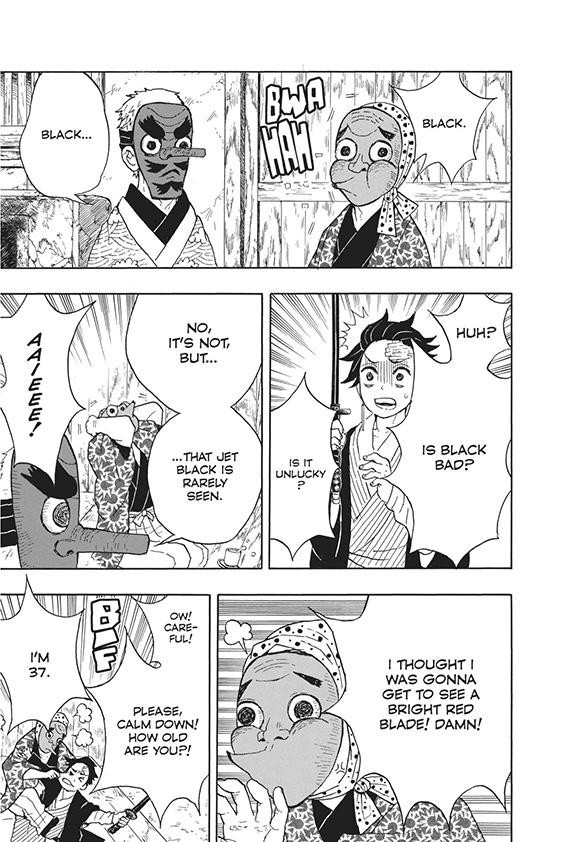 BLACK.
BWA
HAH
BLACK...
HUH?
IS BLACK
BAD?
IS IT
UNLUCKY
?
NO,
IT'S NOT,
BUT...
...THAT JET
BLACK IS
RARELY
SEEN.
AAIEEE!
I THOUGHT I
WAS GONNA
GET TO SEE A
BRIGHT RED
BLADE! DAMN!
OW!
CARE-
FUL!
BIF
PLEASE,
CALM DOWN!
HOW OLD
ARE YOU?!
I'M
37.